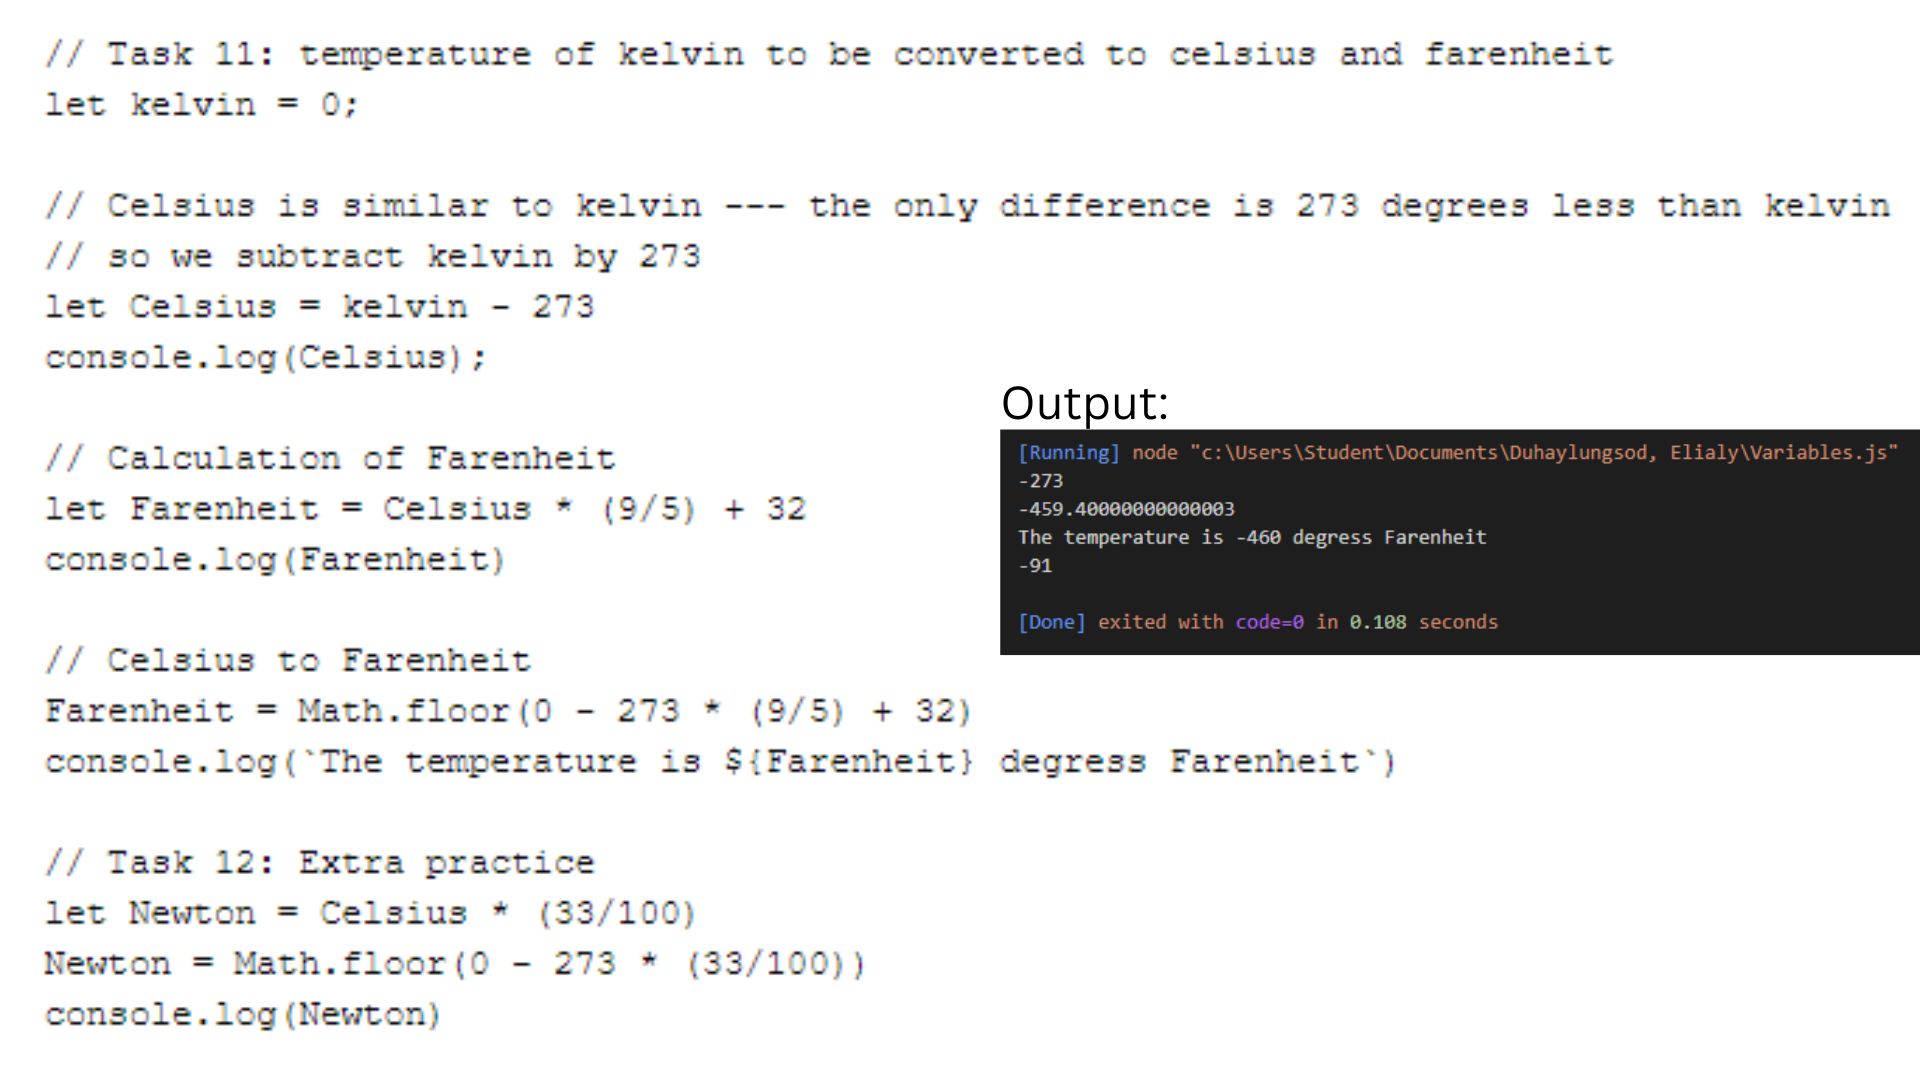 // Task 11: temperature of kelvin to be converted to celsius and farenheit
let kelvin = 0;
// Celsius is similar to kelvin --- the only difference is 273 degrees less than kelvin
// so we subtract kelvin by 273
let Celsius = kelvin - 273
console.log(Celsius);
// Calculation of Farenheit
let Farenheit = Celsius * (9/5) + 32
console.log(Farenheit)
// Celsius to Farenheit
Farenheit = Math.floor(0 - 273 * (9/5) + 32)
console.log(`The temperature is ${Farenheit} degress Farenheit`)
// Task 12: Extra practice
let Newton = Celsius * (33/100)
Newton = Math.floor(0 - 273 * (33/100))
console.log(Newton)
Output:
[Running] node "c:\Users\Student\Documents\Duhaylungsod, Elialy\Variables.js"
-273
-459.40000000000003
The temperature is -460 degress Farenheit
-91
[Done] exited with code=0 in 0.108 seconds